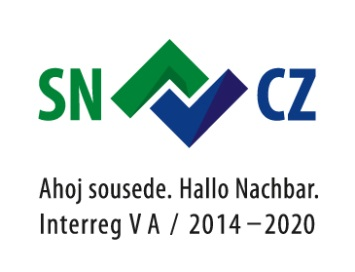 SN CZ
Ahoj sousede. Hallo Nachbar.
Interreg V A / 2014–2020